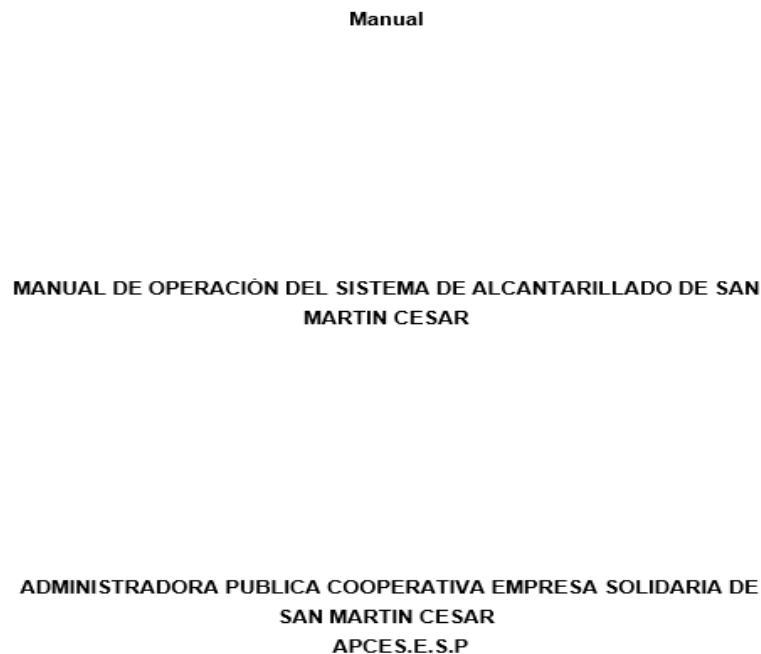 Manual
MANUAL DE OPERACIÓN DEL SISTEMA DE ALCANTARILLADO DE SAN
MARTIN CESAR
ADMINISTRADORA PUBLICA COOPERATIVA EMPRESA SOLIDARIA DE
SAN MARTIN CESAR
APCES.E.S.P